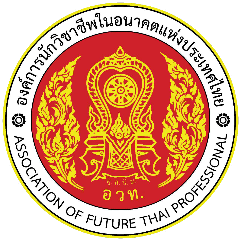 องค์การนักวิชาชีพในอนาคตแห่งประเทศไทย
อวท.
ASSOCIATION OF FUTURE THAI PROFESSIONAL